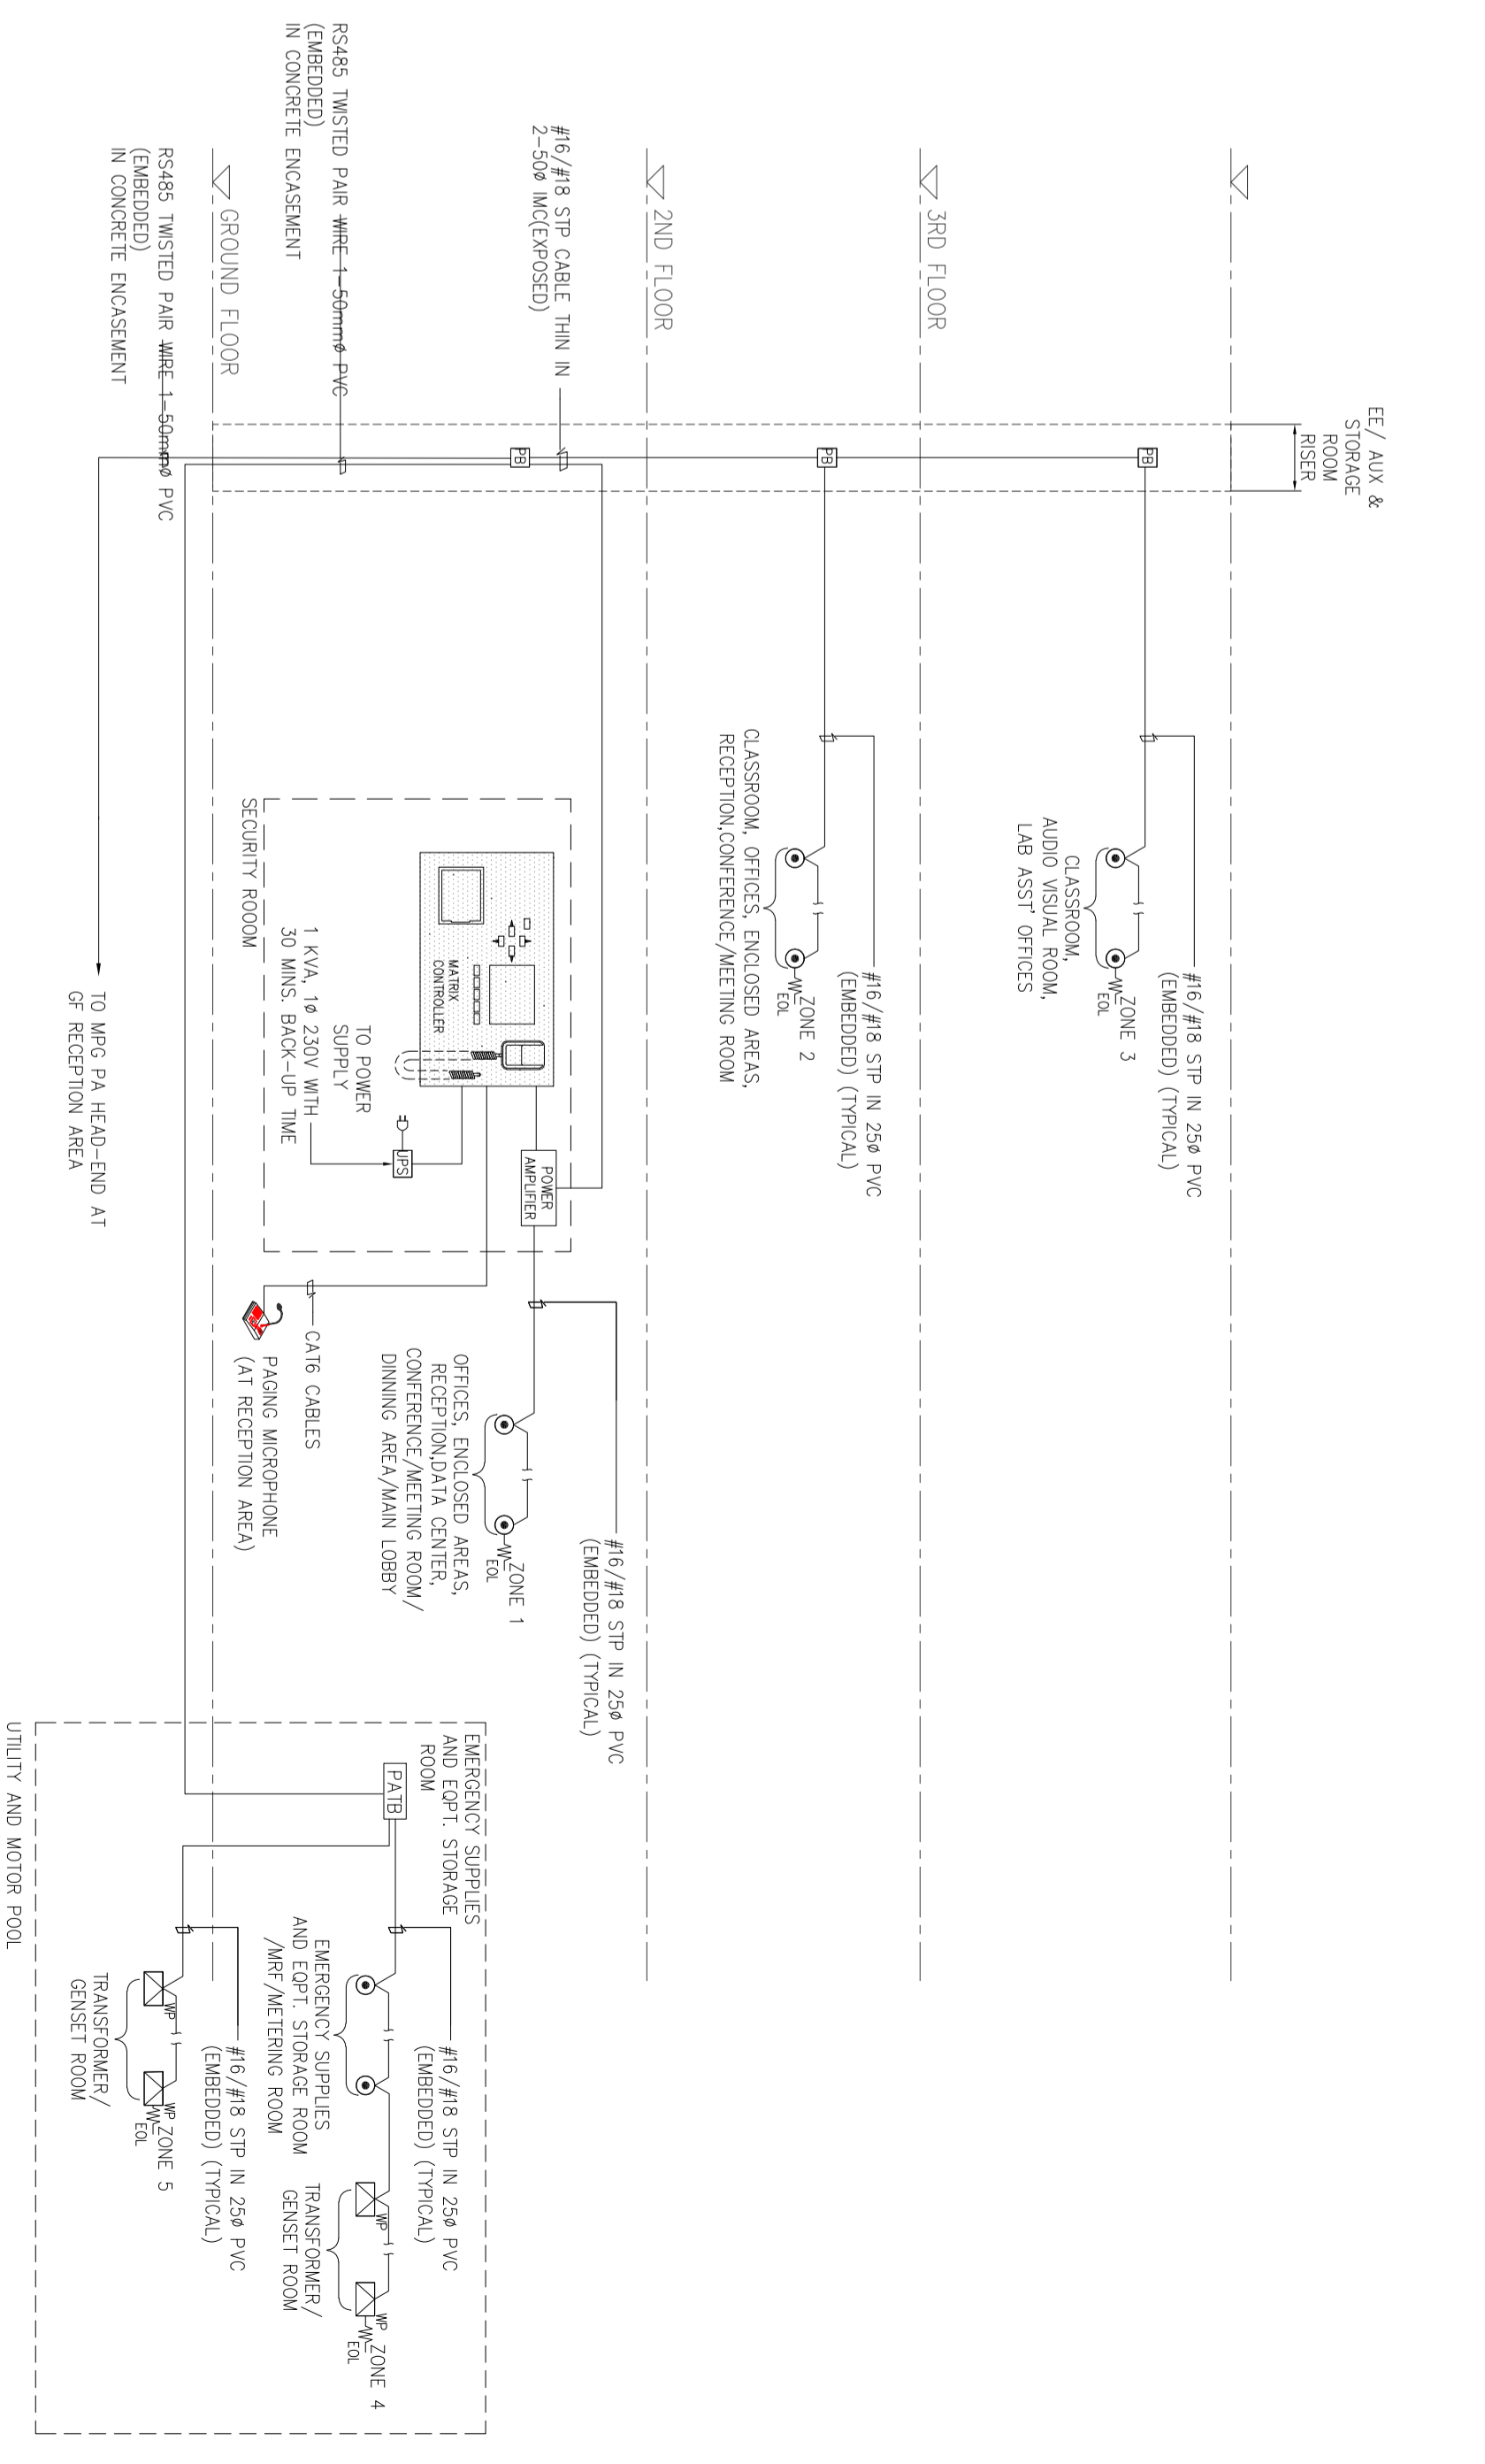 EE/ AUX &
STORAGE
ROOM
RISER
PB
#16/#18 STP IN 25ø PVC
(EMBEDDED) (TYPICAL)
ZONE 3
EOL
CLASSROOM,
AUDIO VISUAL ROOM,
LAB ASST' OFFICES
3RD FLOOR
PB
#16/#18 STP IN 25ø PVC
(EMBEDDED) (TYPICAL)
ZONE 2
EOL
CLASSROOM, OFFICES, ENCLOSED AREAS,
RECEPTION,CONFERENCE/MEETING ROOM
2ND FLOOR
#16/#18 STP CABLE THIN IN
2-50ø IMC(EXPOSED)
PB
#16/#18 STP IN 25ø PVC
(EMBEDDED) (TYPICAL)
POWER
AMPLIFIER
MATRIX
CONTROLLER
UPS
TO POWER
SUPPLY
1 KVA, 1ø 230V WITH
30 MINS. BACK-UP TIME
SECURITY ROOOM
ZONE 1
EOL
OFFICES, ENCLOSED AREAS,
RECEPTION,DATA CENTER,
CONFERENCE/MEETING ROOM/
DINNING AREA/MAIN LOBBY
CAT6 CABLES
PAGING MICROPHONE
(AT RECEPTION AREA)
RS485 TWISTED PAIR WIRE 1-50mmø PVC
(EMBEDDED)
IN CONCRETE ENCASEMENT
GROUND FLOOR
RS485 TWISTED PAIR WIRE 1-50mmø PVC
(EMBEDDED)
IN CONCRETE ENCASEMENT
TO MPG PA HEAD-END AT
GF RECEPTION AREA
EMERGENCY SUPPLIES
AND EQPT. STORAGE
ROOM
PATB
#16/#18 STP IN 25ø PVC
(EMBEDDED) (TYPICAL)
WP
WP
ZONE 4
EOL
EMERGENCY SUPPLIES
AND EQPT. STORAGE ROOM
/MRF/METERING ROOM
TRANSFORMER/
GENSET ROOM
#16/#18 STP IN 25ø PVC
(EMBEDDED) (TYPICAL)
WP
WP
ZONE 5
EOL
TRANSFORMER/
GENSET ROOM
UTILITY AND MOTOR POOL